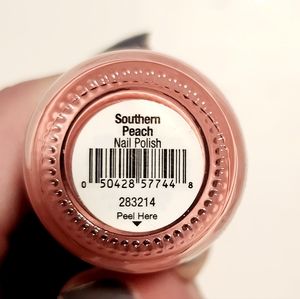 Southern
Peach
Nail Polish
0 50428 57744 8
283214
Peel Here